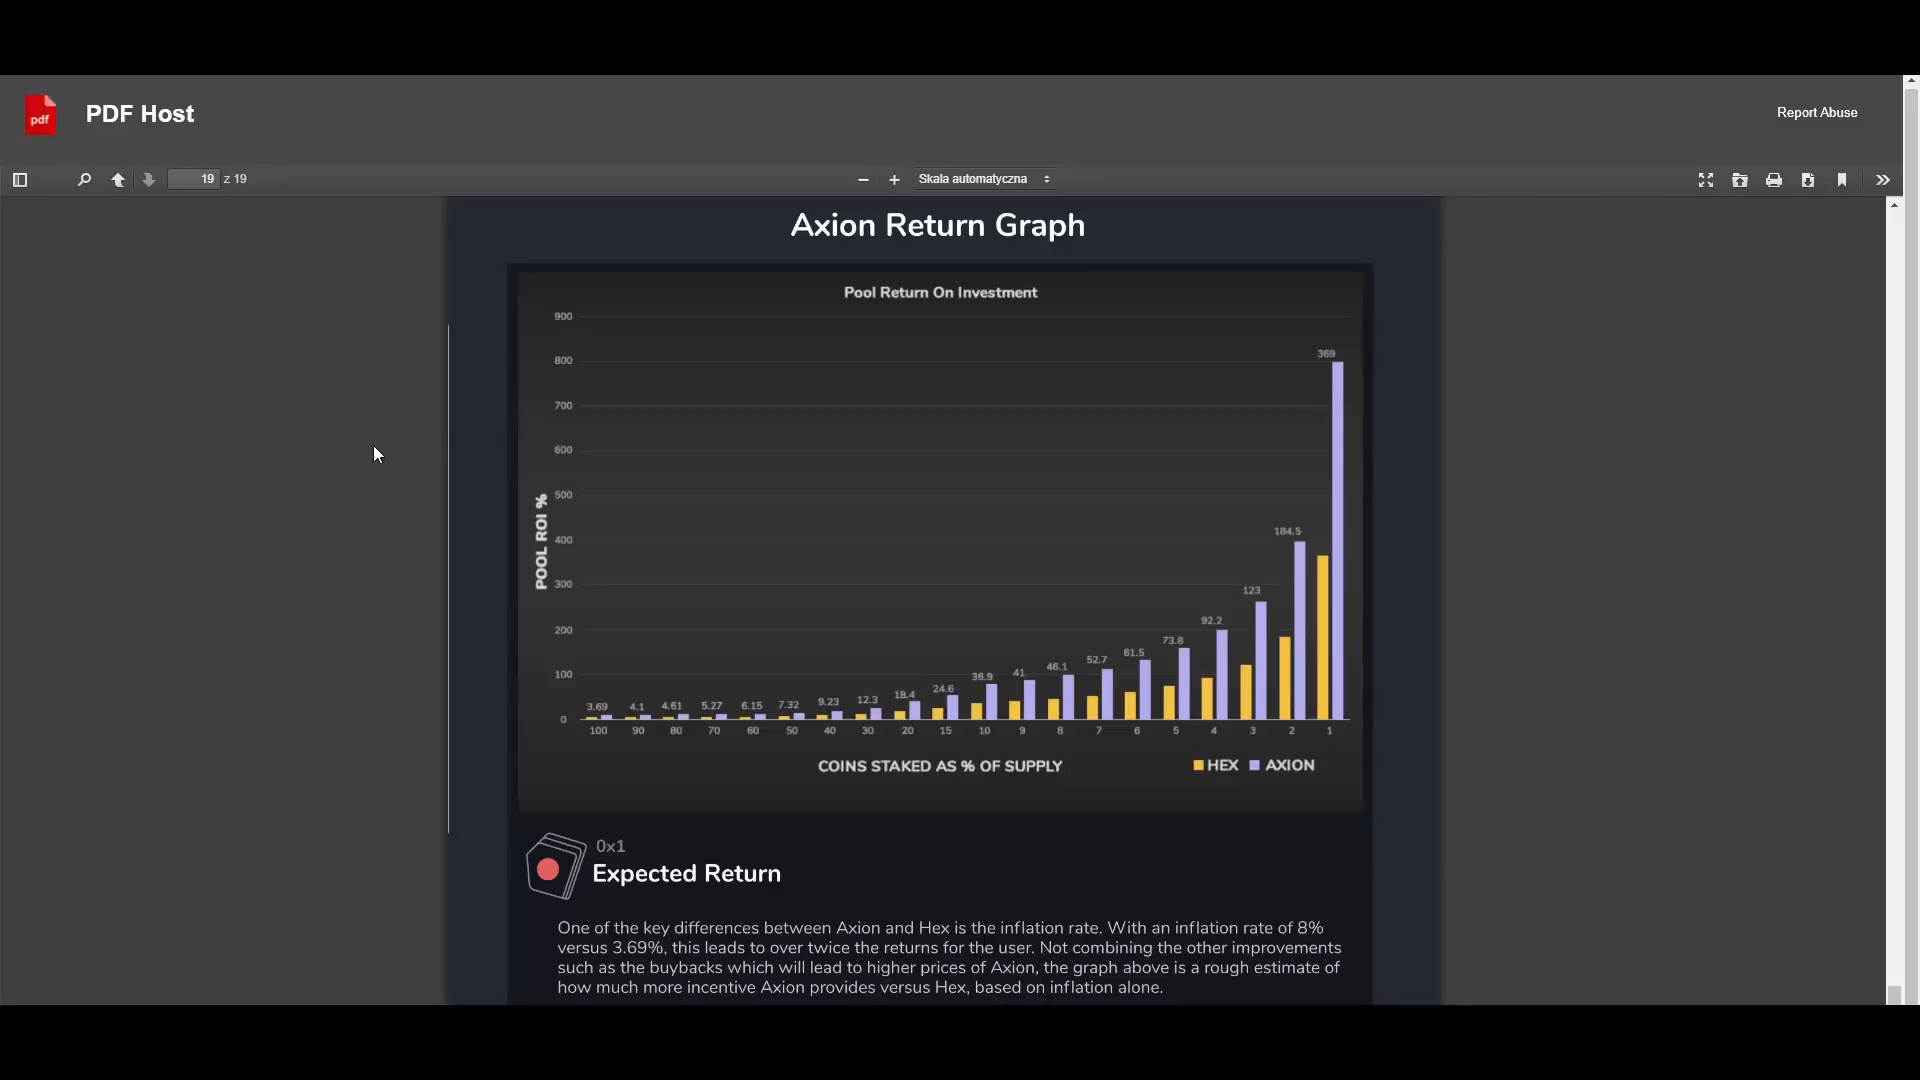 pdf
PDF Host
Report Abuse
19 z 19
Skala automatyczna
Axion Return Graph
Pool Return On Investment
900
800
700
600
500
400
300
200
100
0
POOL ROI %
3.69 4.1 4.61 5.27 6.15 7.32 9.23 12.3 18.4 24.6 36.9 41 46.1 52.7 61.5 73.8 92.2 123 184.5 369
100 90 80 70 60 50 40 30 20 15 10 9 8 7 6 5 4 3 2 1
COINS STAKED AS % OF SUPPLY
HEX AXION
0x1
Expected Return
One of the key differences between Axion and Hex is the inflation rate. With an inflation rate of 8%
versus 3.69%, this leads to over twice the returns for the user. Not combining the other improvements
such as the buybacks which will lead to higher prices of Axion, the graph above is a rough estimate of
how much more incentive Axion provides versus Hex, based on inflation alone.